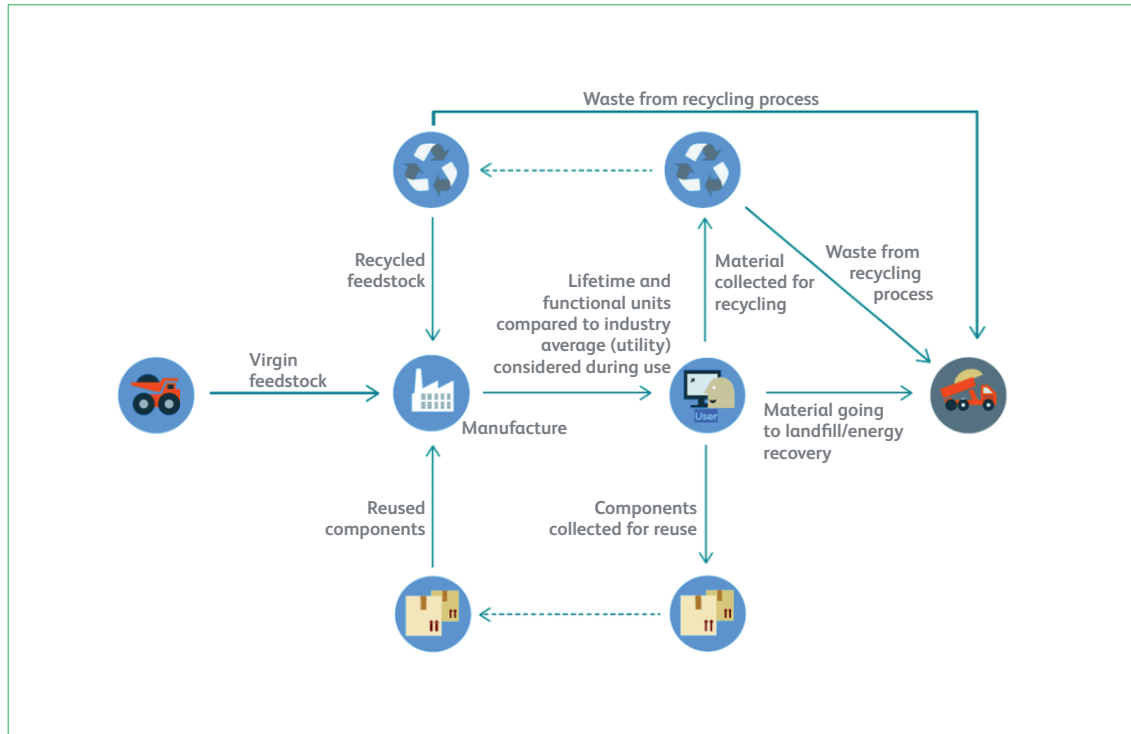 Waste from recycling process
Recycled
feedstock
Lifetime and
functional units
compared to industry
average (utility)
considered during use
Material
collected for
recycling
Waste from
recycling
process
Virgin
feedstock
Manufacture
User
Material going
to landfill/energy
recovery
Reused
components
Components
collected for reuse